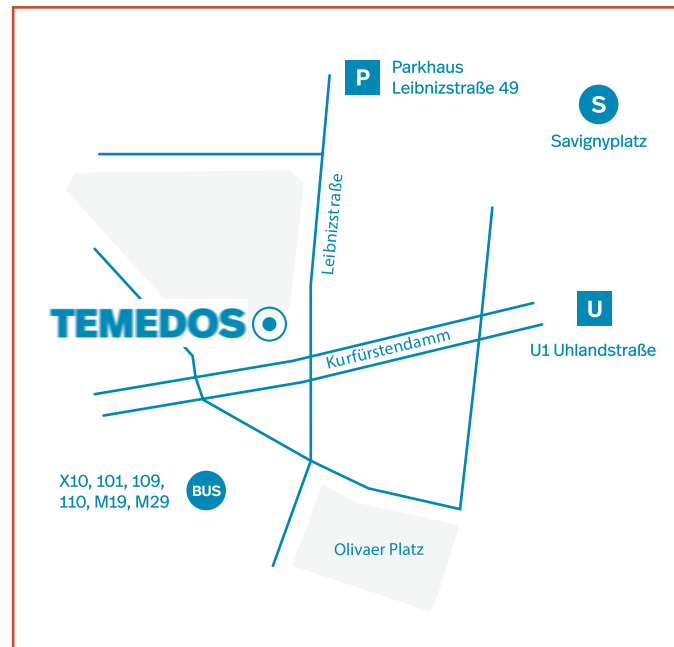 P
Parkhaus
Leibnizstraße 49
S
Savignyplatz
Leibnizstraße
TEMEDOS
U
U1 Uhlandstraße
Kurfürstendamm
X10, 101, 109,
110, M19, M29
BUS
Olivaer Platz